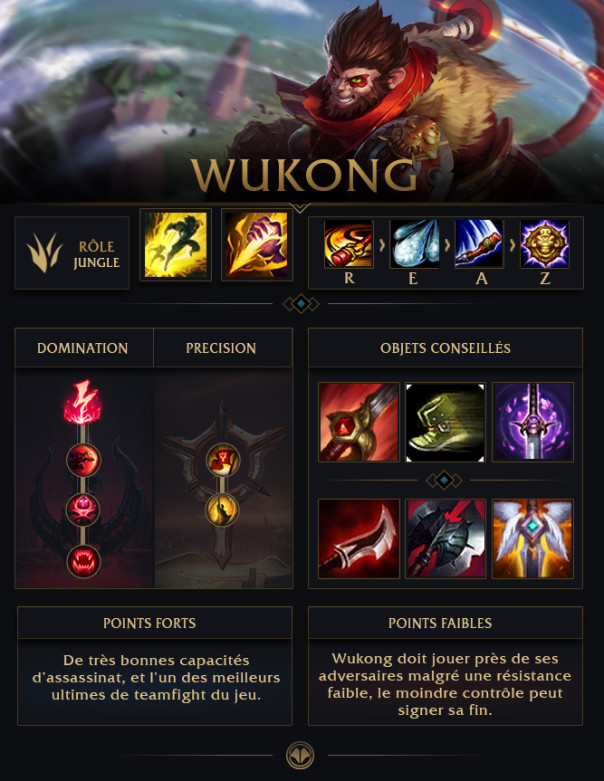 WUKONG
RÔLE
JUNGLE
R
E
A
Z
DOMINATION
PRECISION
OBJETS CONSEILLÉS
POINTS FORTS
De très bonnes capacités
d'assassinat, et l'un des meilleurs
ultimes de teamfight du jeu.
POINTS FAIBLES
Wukong doit jouer près de ses
adversaires malgré une résistance
faible, le moindre contrôle peut
signer sa fin.